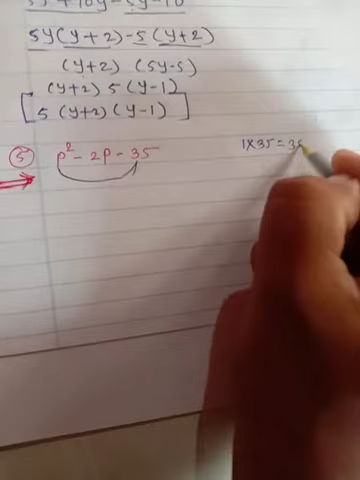 5y(y+2)-5(y+2)
(y+2) (5y-5)
(y+2) 5 (y-1)
[5 (y+2) (y-1)]
5 p² - 2p - 35
1×35=35